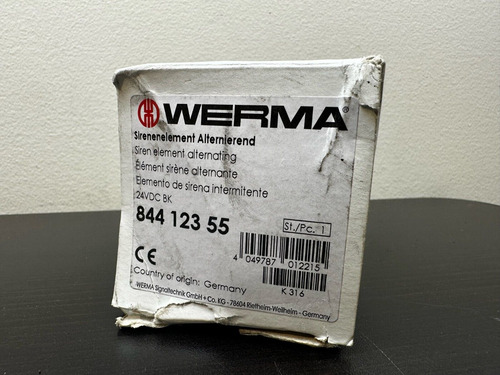 WERMA®
Sirenenelement Alternierend
Siren element alternating
Élément sirène alternante
Elemento de sirena intermitente
24VDC BK
844 123 55
St./Pc. 1
4 049787 012215
CE
K 316
Country of origin: Germany
WERMA Signaltechnik GmbH + Co. KG - 78604 Rietheim-Weilheim - Germany